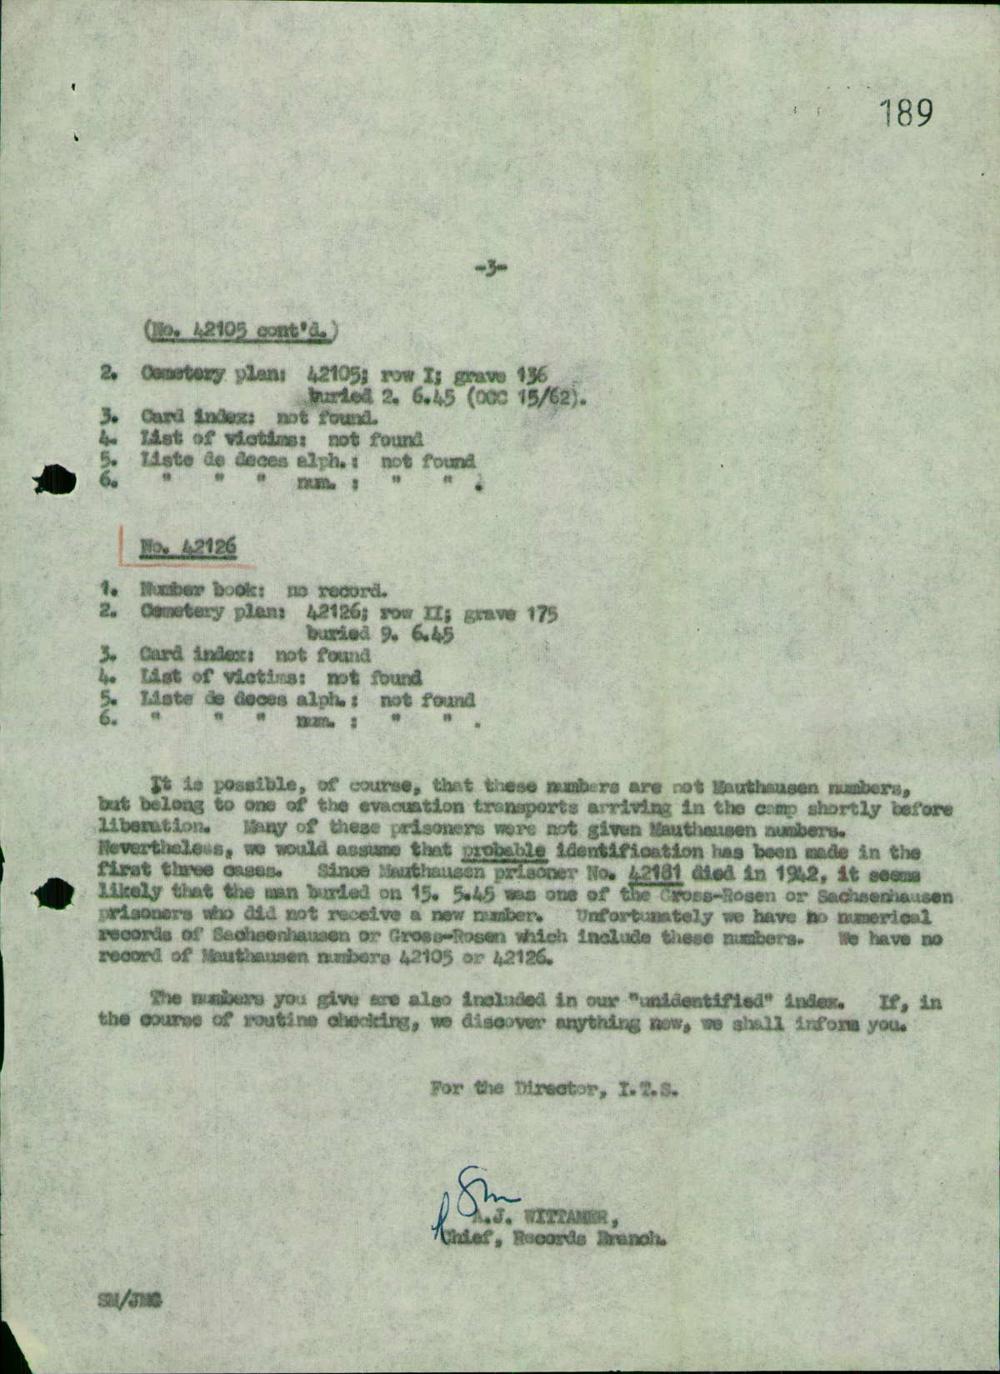 189
-3-
(No. 42105 cont'd.)
2. Cemetery plan: 42105; row I; grave 136
buried 2. 6.45 (OCC 15/62).
3. Card index: not found.
4. List of victims: not found
5. Liste de deces alph.: not found
6. " " " num. : " " .
No. 42126
1. Number book: no record.
2. Cemetery plan: 42126; row II; grave 175
buried 9. 6.45
3. Card index: not found
4. List of victims: not found
5. Liste de deces alph.: not found
6. " " " num. : " " .
It is possible, of course, that these numbers are not Mauthausen numbers,
but belong to one of the evacuation transports arriving in the camp shortly before
liberation. Many of these prisoners were not given Mauthausen numbers.
Nevertheless, we would assume that probable identification has been made in the
first three cases. Since Mauthausen prisoner No. 42181 died in 1942, it seems
likely that the man buried on 15. 5.45 was one of the Gross-Rosen or Sachsenhausen
prisoners who did not receive a new number. Unfortunately we have no numerical
records of Sachsenhausen or Gross-Rosen which include these numbers. We have no
record of Mauthausen numbers 42105 or 42126.
The numbers you give are also included in our "unidentified" index. If, in
the course of routine checking, we discover anything new, we shall inform you.
For the Director, I.T.S.
Sm
A.J. WITTAMER,
Chief, Records Branch.
SM/JMG